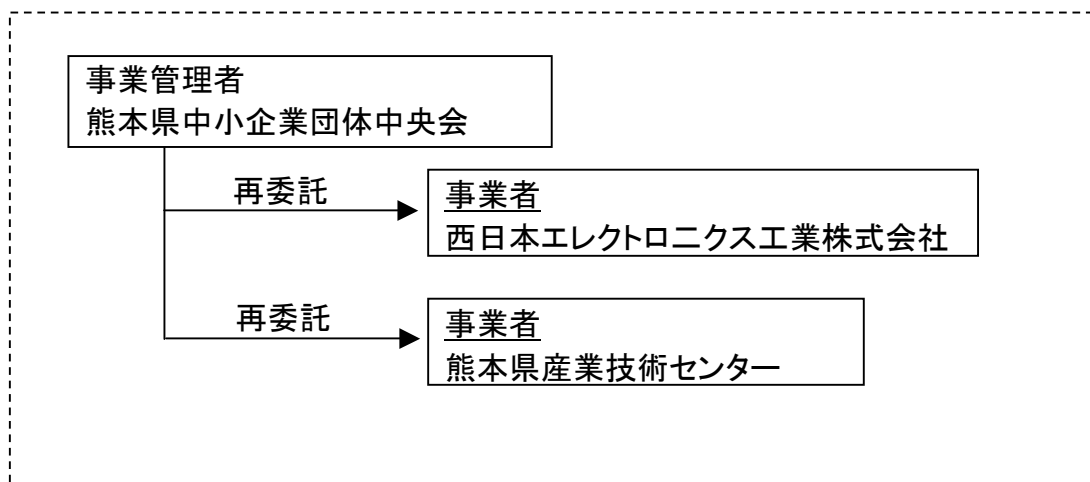 事業管理者
熊本県中小企業団体中央会
再委託
事業者
西日本エレクトロニクス工業株式会社
再委託
事業者
熊本県産業技術センター